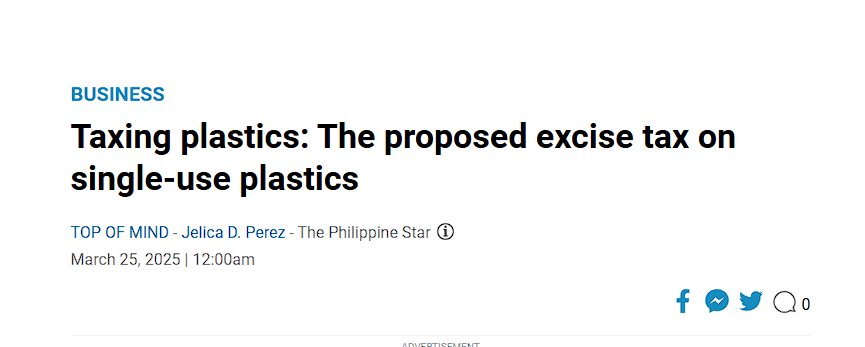 BUSINESS
Taxing plastics: The proposed excise tax on
single-use plastics
TOP OF MIND - Jelica D. Perez - The Philippine Star
March 25, 2025 | 12:00am
0
ADVERTISEMENT